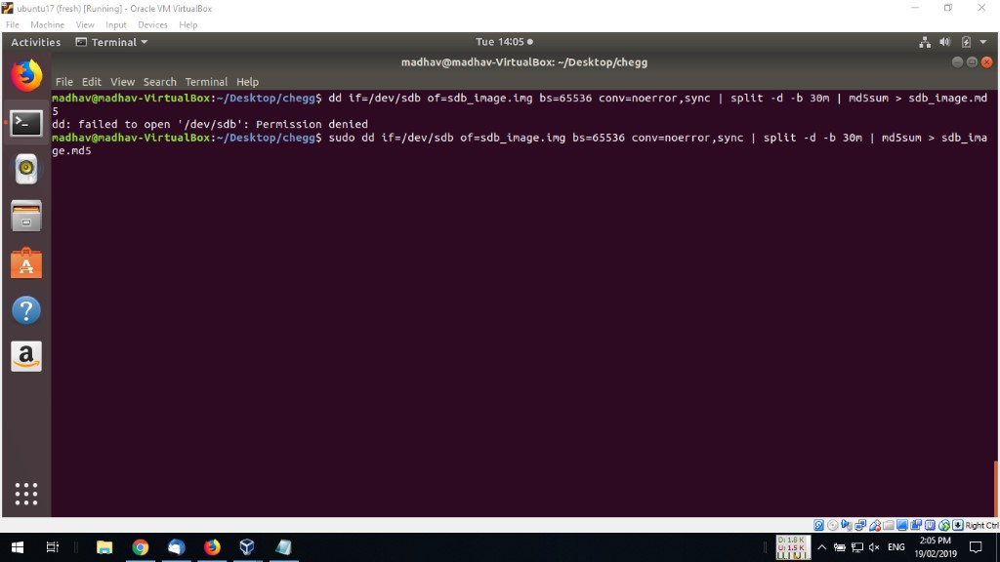 ubuntu17 (fresh) [Running] - Oracle VM VirtualBox
File Machine View Input Devices Help
Activities Terminal Tue 14:05
madhav@madhav-VirtualBox: ~/Desktop/chegg
File Edit View Search Terminal Help
madhav@madhav-VirtualBox:~/Desktop/chegg$ dd if=/dev/sdb of=sdb_image.img bs=65536 conv=noerror,sync | split -d -b 30m | md5sum > sdb_image.md
5
dd: failed to open '/dev/sdb': Permission denied
madhav@madhav-VirtualBox:~/Desktop/chegg$ sudo dd if=/dev/sdb of=sdb_image.img bs=65536 conv=noerror,sync | split -d -b 30m | md5sum > sdb_ima
ge.md5
a
Right Ctrl
D: 1.8 K
U: 1.5 K
ENG
2:05 PM
19/02/2019